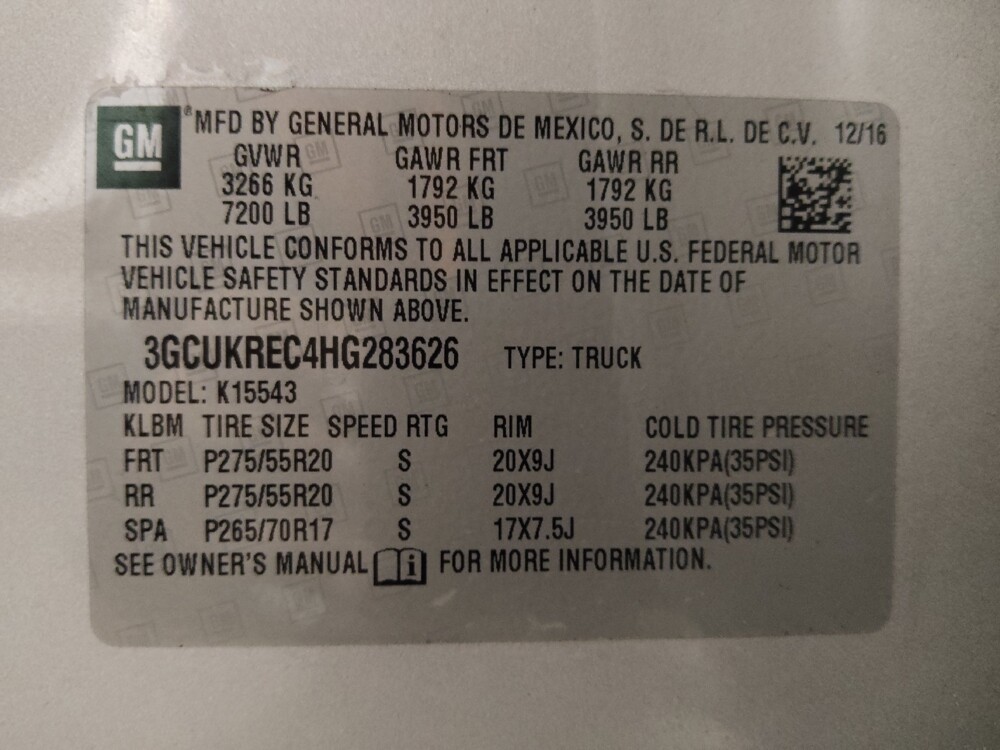 GM ®MFD BY GENERAL MOTORS DE MEXICO, S. DE R.L. DE C.V. 12/16
GVWR GAWR FRT GAWR RR
3266 KG 1792 KG 1792 KG
7200 LB 3950 LB 3950 LB
THIS VEHICLE CONFORMS TO ALL APPLICABLE U.S. FEDERAL MOTOR
VEHICLE SAFETY STANDARDS IN EFFECT ON THE DATE OF
MANUFACTURE SHOWN ABOVE.
3GCUKREC4HG283626 TYPE: TRUCK
MODEL: K15543
KLBM TIRE SIZE SPEED RTG RIM COLD TIRE PRESSURE
FRT P275/55R20 S 20X9J 240KPA(35PSI)
RR P275/55R20 S 20X9J 240KPA(35PSI)
SPA P265/70R17 S 17X7.5J 240KPA(35PSI)
SEE OWNER'S MANUAL i FOR MORE INFORMATION.